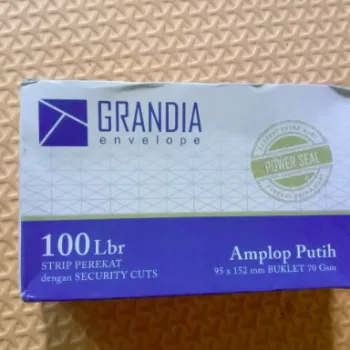 GRANDIA
envelope
POWER SEAL
100 Lbr
STRIP PEREKAT
dengan SECURITY CUTS
Amplop Putih
95 x 152 mm BUKLET 70 Gsm